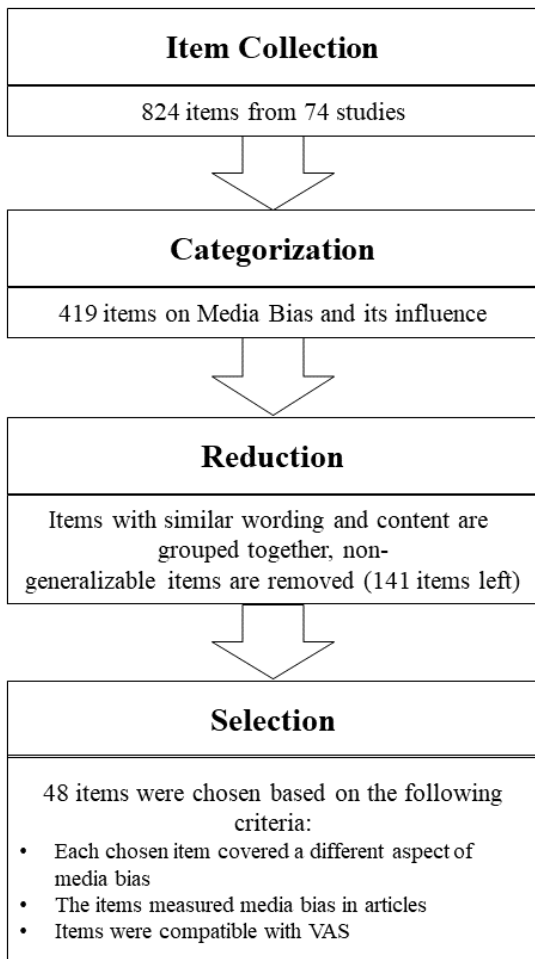 Item Collection
824 items from 74 studies
Categorization
419 items on Media Bias and its influence
Reduction
Items with similar wording and content are
grouped together, non-
generalizable items are removed (141 items left)
Selection
48 items were chosen based on the following
criteria:
• Each chosen item covered a different aspect of
media bias
• The items measured media bias in articles
• Items were compatible with VAS